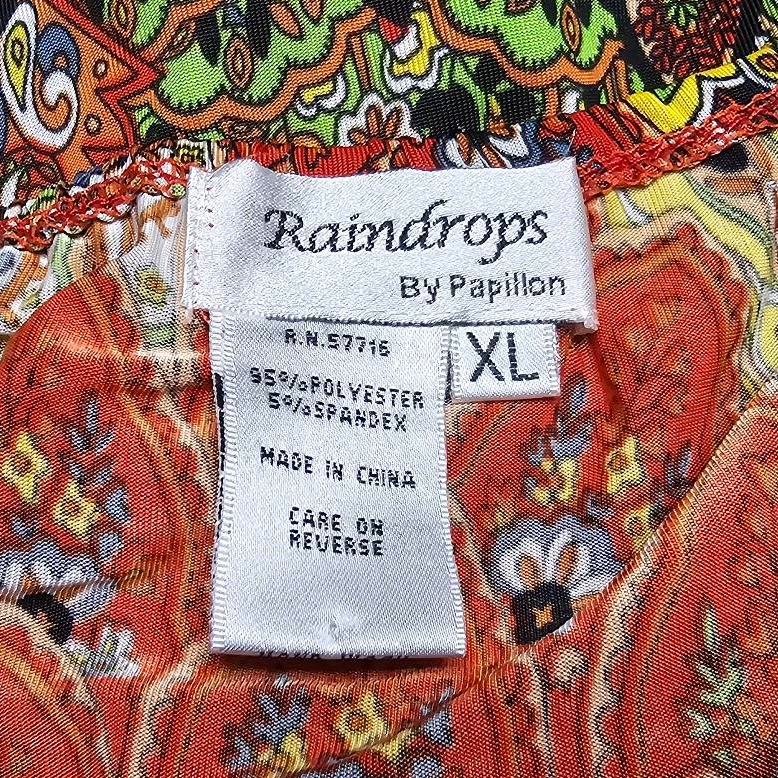 Raindrops
By Papillon
XL
R.N.57716
95%POLYESTER
5%SPANDEX
MADE IN CHINA
CARE ON
REVERSE